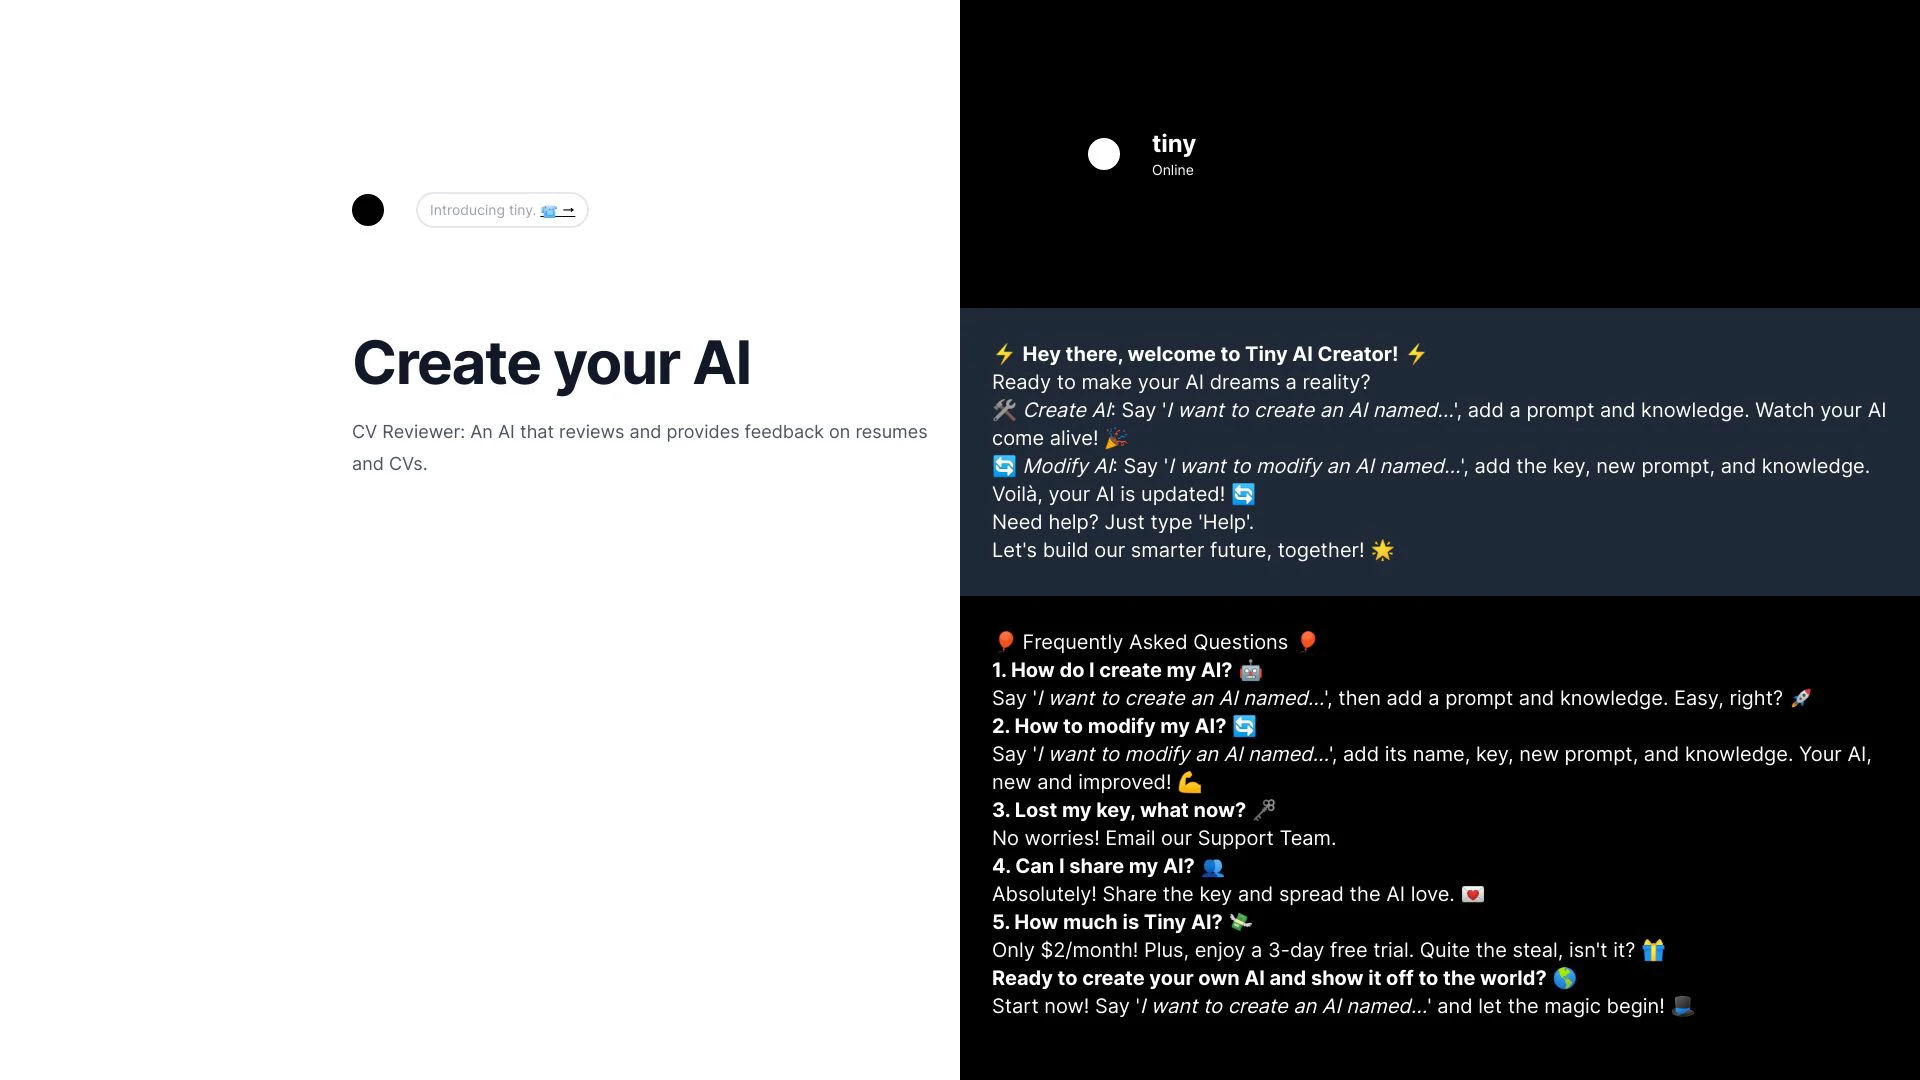 Introducing tiny. 📨 →
Create your AI
CV Reviewer: An AI that reviews and provides feedback on resumes
and CVs.
tiny
Online
⚡ Hey there, welcome to Tiny AI Creator! ⚡
Ready to make your AI dreams a reality?
🛠️ Create AI: Say 'I want to create an AI named...', add a prompt and knowledge. Watch your AI
come alive! 🎉
🔄 Modify AI: Say 'I want to modify an AI named...', add the key, new prompt, and knowledge.
Voilà, your AI is updated! 🔄
Need help? Just type 'Help'.
Let's build our smarter future, together! 🌟
🎈 Frequently Asked Questions 🎈
1. How do I create my AI? 🤖
Say 'I want to create an AI named...', then add a prompt and knowledge. Easy, right? 🚀
2. How to modify my AI? 🔄
Say 'I want to modify an AI named...', add its name, key, new prompt, and knowledge. Your AI,
new and improved! 💪
3. Lost my key, what now? 🗝️
No worries! Email our Support Team.
4. Can I share my AI? 👥
Absolutely! Share the key and spread the AI love. 💌
5. How much is Tiny AI? 💸
Only $2/month! Plus, enjoy a 3-day free trial. Quite the steal, isn't it? 🎁
Ready to create your own AI and show it off to the world? 🌎
Start now! Say 'I want to create an AI named...' and let the magic begin! 🎩